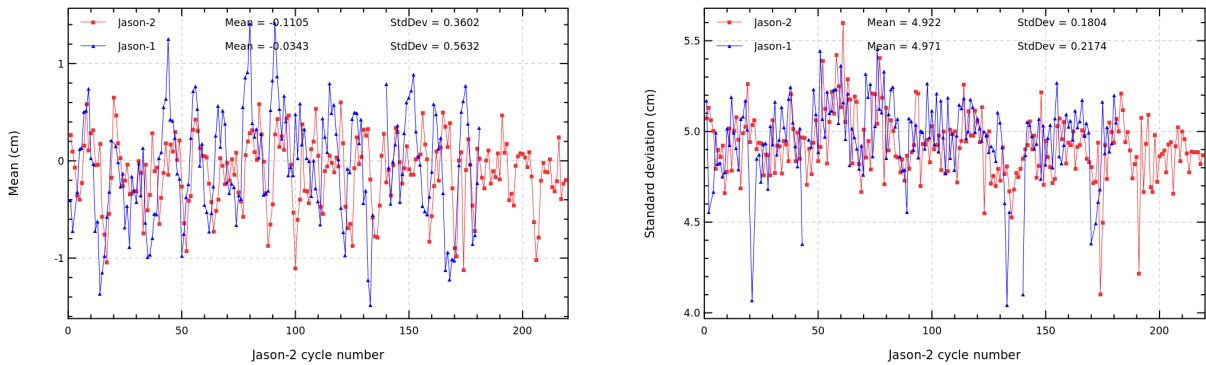 Jason-2 Mean = -0.1105 StdDev = 0.3602
Jason-1 Mean = -0.0343 StdDev = 0.5632
1
0
-1
Mean (cm)
0 50 100 150 200
Jason-2 cycle number
Jason-2 Mean = 4.922 StdDev = 0.1804
Jason-1 Mean = 4.971 StdDev = 0.2174
5.5
5.0
4.5
4.0
Standard deviation (cm)
0 50 100 150 200
Jason-2 cycle number